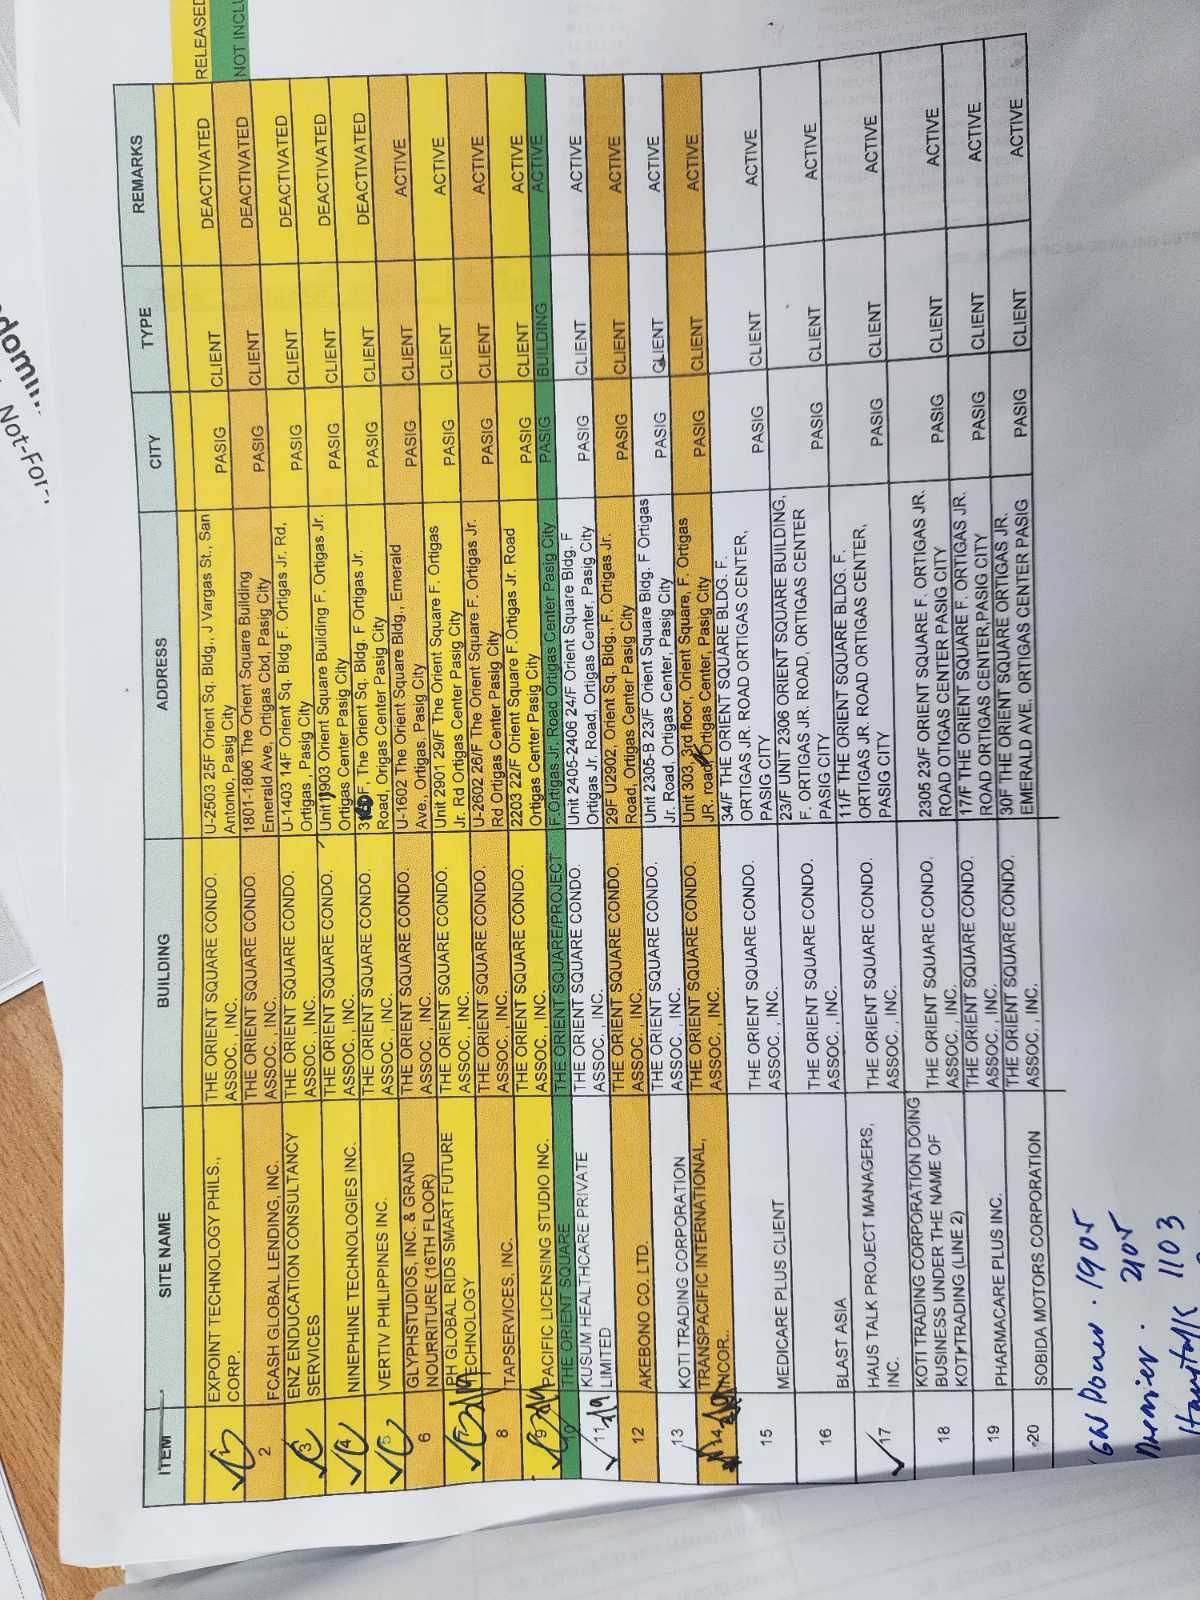 Not-For-
ITEM SITE NAME BUILDING ADDRESS CITY TYPE REMARKS
1 EXPOINT TECHNOLOGY PHILS., CORP. THE ORIENT SQUARE CONDO. ASSOC. , INC. U-2503 25F Orient Sq. Bldg., J Vargas St., San Antonio, Pasig City PASIG CLIENT DEACTIVATED RELEASED
2 FCASH GLOBAL LENDING, INC. THE ORIENT SQUARE CONDO. ASSOC. , INC. 1801-1806 The Orient Square Building Emerald Ave, Ortigas Cbd, Pasig City PASIG CLIENT DEACTIVATED NOT INCLU
3 ENZ ENDUCATION CONSULTANCY SERVICES THE ORIENT SQUARE CONDO. ASSOC. , INC. U-1403 14F Orient Sq. Bldg F. Ortigas Jr. Rd, Ortigas , Pasig City PASIG CLIENT DEACTIVATED
4 NINEPHINE TECHNOLOGIES INC. THE ORIENT SQUARE CONDO. ASSOC. , INC. Unit 1903 Orient Square Building F. Ortigas Jr. Ortigas Center Pasig City PASIG CLIENT DEACTIVATED
5 VERTIV PHILIPPINES INC. THE ORIENT SQUARE CONDO. ASSOC. , INC. F, The Orient Sq. Bldg. F Ortigas Jr. Road, Origas Center Pasig City PASIG CLIENT DEACTIVATED
6 GLYPHSTUDIOS, INC. & GRAND NOURRITURE (16TH FLOOR) THE ORIENT SQUARE CONDO. ASSOC. , INC. U-1602 The Orient Square Bldg., Emerald Ave., Ortigas, Pasig City PASIG CLIENT ACTIVE
7 3/19 PH GLOBAL RIDS SMART FUTURE TECHNOLOGY THE ORIENT SQUARE CONDO. ASSOC. , INC. Unit 2901 29/F The Orient Square F. Ortigas Jr. Rd Ortigas Center Pasig City PASIG CLIENT ACTIVE
8 TAPSERVICES, INC. THE ORIENT SQUARE CONDO. ASSOC. , INC. U-2602 26/F The Orient Square F. Ortigas Jr. Rd Ortigas Center Pasig City PASIG CLIENT ACTIVE
9 PACIFIC LICENSING STUDIO INC. THE ORIENT SQUARE CONDO. ASSOC. , INC. 2203 22/F Orient Square F.Ortigas Jr. Road Ortigas Center Pasig City PASIG CLIENT ACTIVE
10 THE ORIENT SQUARE THE ORIENT SQUARE/PROJECT F.Ortigas Jr. Road Ortigas Center Pasig City PASIG BUILDING ACTIVE
11 KUSUM HEALTHCARE PRIVATE LIMITED THE ORIENT SQUARE CONDO. ASSOC. , INC. Unit 2405-2406 24/F Orient Square Bldg. F Ortigas Jr. Road, Ortigas Center, Pasig City PASIG CLIENT ACTIVE
12 AKEBONO CO. LTD. THE ORIENT SQUARE CONDO. ASSOC. , INC. 29F U2902, Orient Sq. Bldg., F. Ortigas Jr. Road, Ortigas Center Pasig City PASIG CLIENT ACTIVE
13 KOTI TRADING CORPORATION THE ORIENT SQUARE CONDO. ASSOC. , INC. Unit 2305-B 23/F Orient Square Bldg. F Ortigas Jr. Road, Ortigas Center, Pasig City PASIG CLIENT ACTIVE
14 TRANSPACIFIC INTERNATIONAL, INCOR.. THE ORIENT SQUARE CONDO. ASSOC. , INC. Unit 303, 3rd floor, Orient Square, F. Ortigas JR. road, Ortigas Center, Pasig City PASIG CLIENT ACTIVE
15 MEDICARE PLUS CLIENT THE ORIENT SQUARE CONDO. ASSOC. , INC. 34/F THE ORIENT SQUARE BLDG. F. ORTIGAS JR. ROAD ORTIGAS CENTER, PASIG CITY PASIG CLIENT ACTIVE
16 BLAST ASIA THE ORIENT SQUARE CONDO. ASSOC. , INC. 23/F UNIT 2306 ORIENT SQUARE BUILDING, F. ORTIGAS JR. ROAD, ORTIGAS CENTER PASIG CITY PASIG CLIENT ACTIVE
17 HAUS TALK PROJECT MANAGERS, INC. THE ORIENT SQUARE CONDO. ASSOC. , INC. 11/F THE ORIENT SQUARE BLDG. F. ORTIGAS JR. ROAD ORTIGAS CENTER, PASIG CITY PASIG CLIENT ACTIVE
18 KOTI TRADING CORPORATION DOING BUSINESS UNDER THE NAME OF KOTI TRADING (LINE 2) THE ORIENT SQUARE CONDO. ASSOC. , INC. 2305 23/F ORIENT SQUARE F. ORTIGAS JR. ROAD OTIGAS CENTER PASIG CITY PASIG CLIENT ACTIVE
19 PHARMACARE PLUS INC. THE ORIENT SQUARE CONDO. ASSOC. , INC. 17/F THE ORIENT SQUARE F. ORTIGAS JR. ROAD ORTIGAS CENTER,PASIG CITY PASIG CLIENT ACTIVE
20 SOBIDA MOTORS CORPORATION THE ORIENT SQUARE CONDO. ASSOC. , INC. 30F THE ORIENT SQUARE ORTIGAS JR. EMERALD AVE, ORTIGAS CENTER PASIG PASIG CLIENT ACTIVE
Power . 1905
2105
Haustalk 1103